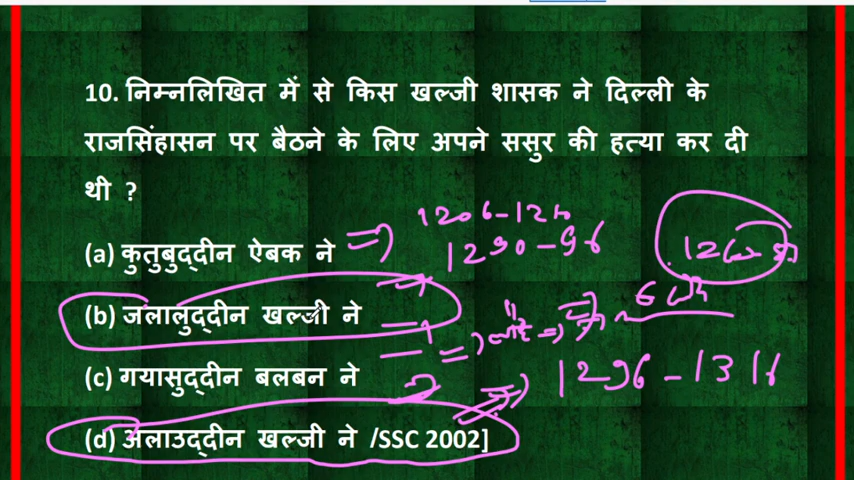 10. निम्नलिखित में से किस खल्जी शासक ने दिल्ली के
राजसिंहासन पर बैठने के लिए अपने ससुर की हत्या कर दी
थी ?
1206-1210
(a) कुतुबुद्दीन ऐबक ने
1290-96
(b) जलालुद्दीन खल्जी ने
(c) गयासुद्दीन बलबन ने
1296-1316
(d) अलाउद्दीन खल्जी ने /SSC 2002]